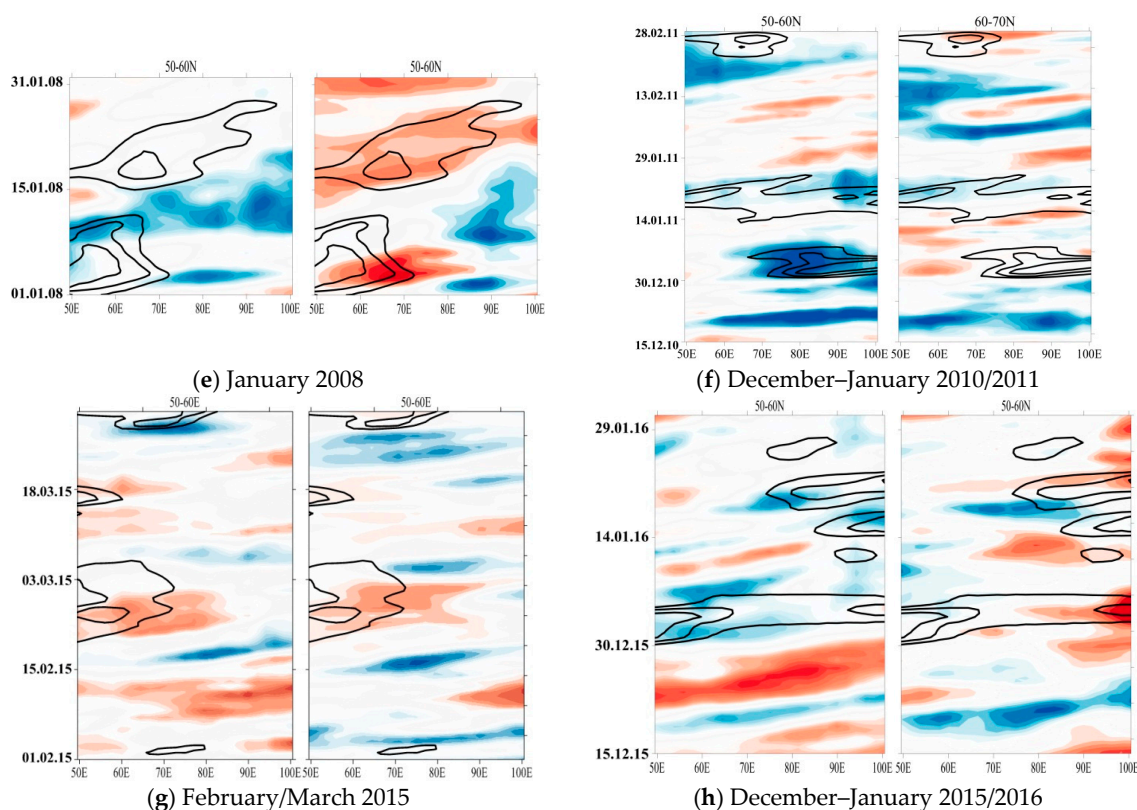 50-60N 50-60N
31.01.08
15.01.08
01.01.08
50E 60E 70E 80E 90E 100E 50E 60E 70E 80E 90E 100E
(e) January 2008
50-60N 60-70N
28.02.11
13.02.11
29.01.11
14.01.11
30.12.10
15.12.10
50E 60E 70E 80E 90E 100E 50E 60E 70E 80E 90E 100E
(f) December–January 2010/2011
50-60E 50-60E
18.03.15
03.03.15
15.02.15
01.02.15
50E 60E 70E 80E 90E 100E 50E 60E 70E 80E 90E 100E
(g) February/March 2015
50-60N 50-60N
29.01.16
14.01.16
30.12.15
15.12.15
50E 60E 70E 80E 90E 100E 50E 60E 70E 80E 90E 100E
(h) December–January 2015/2016